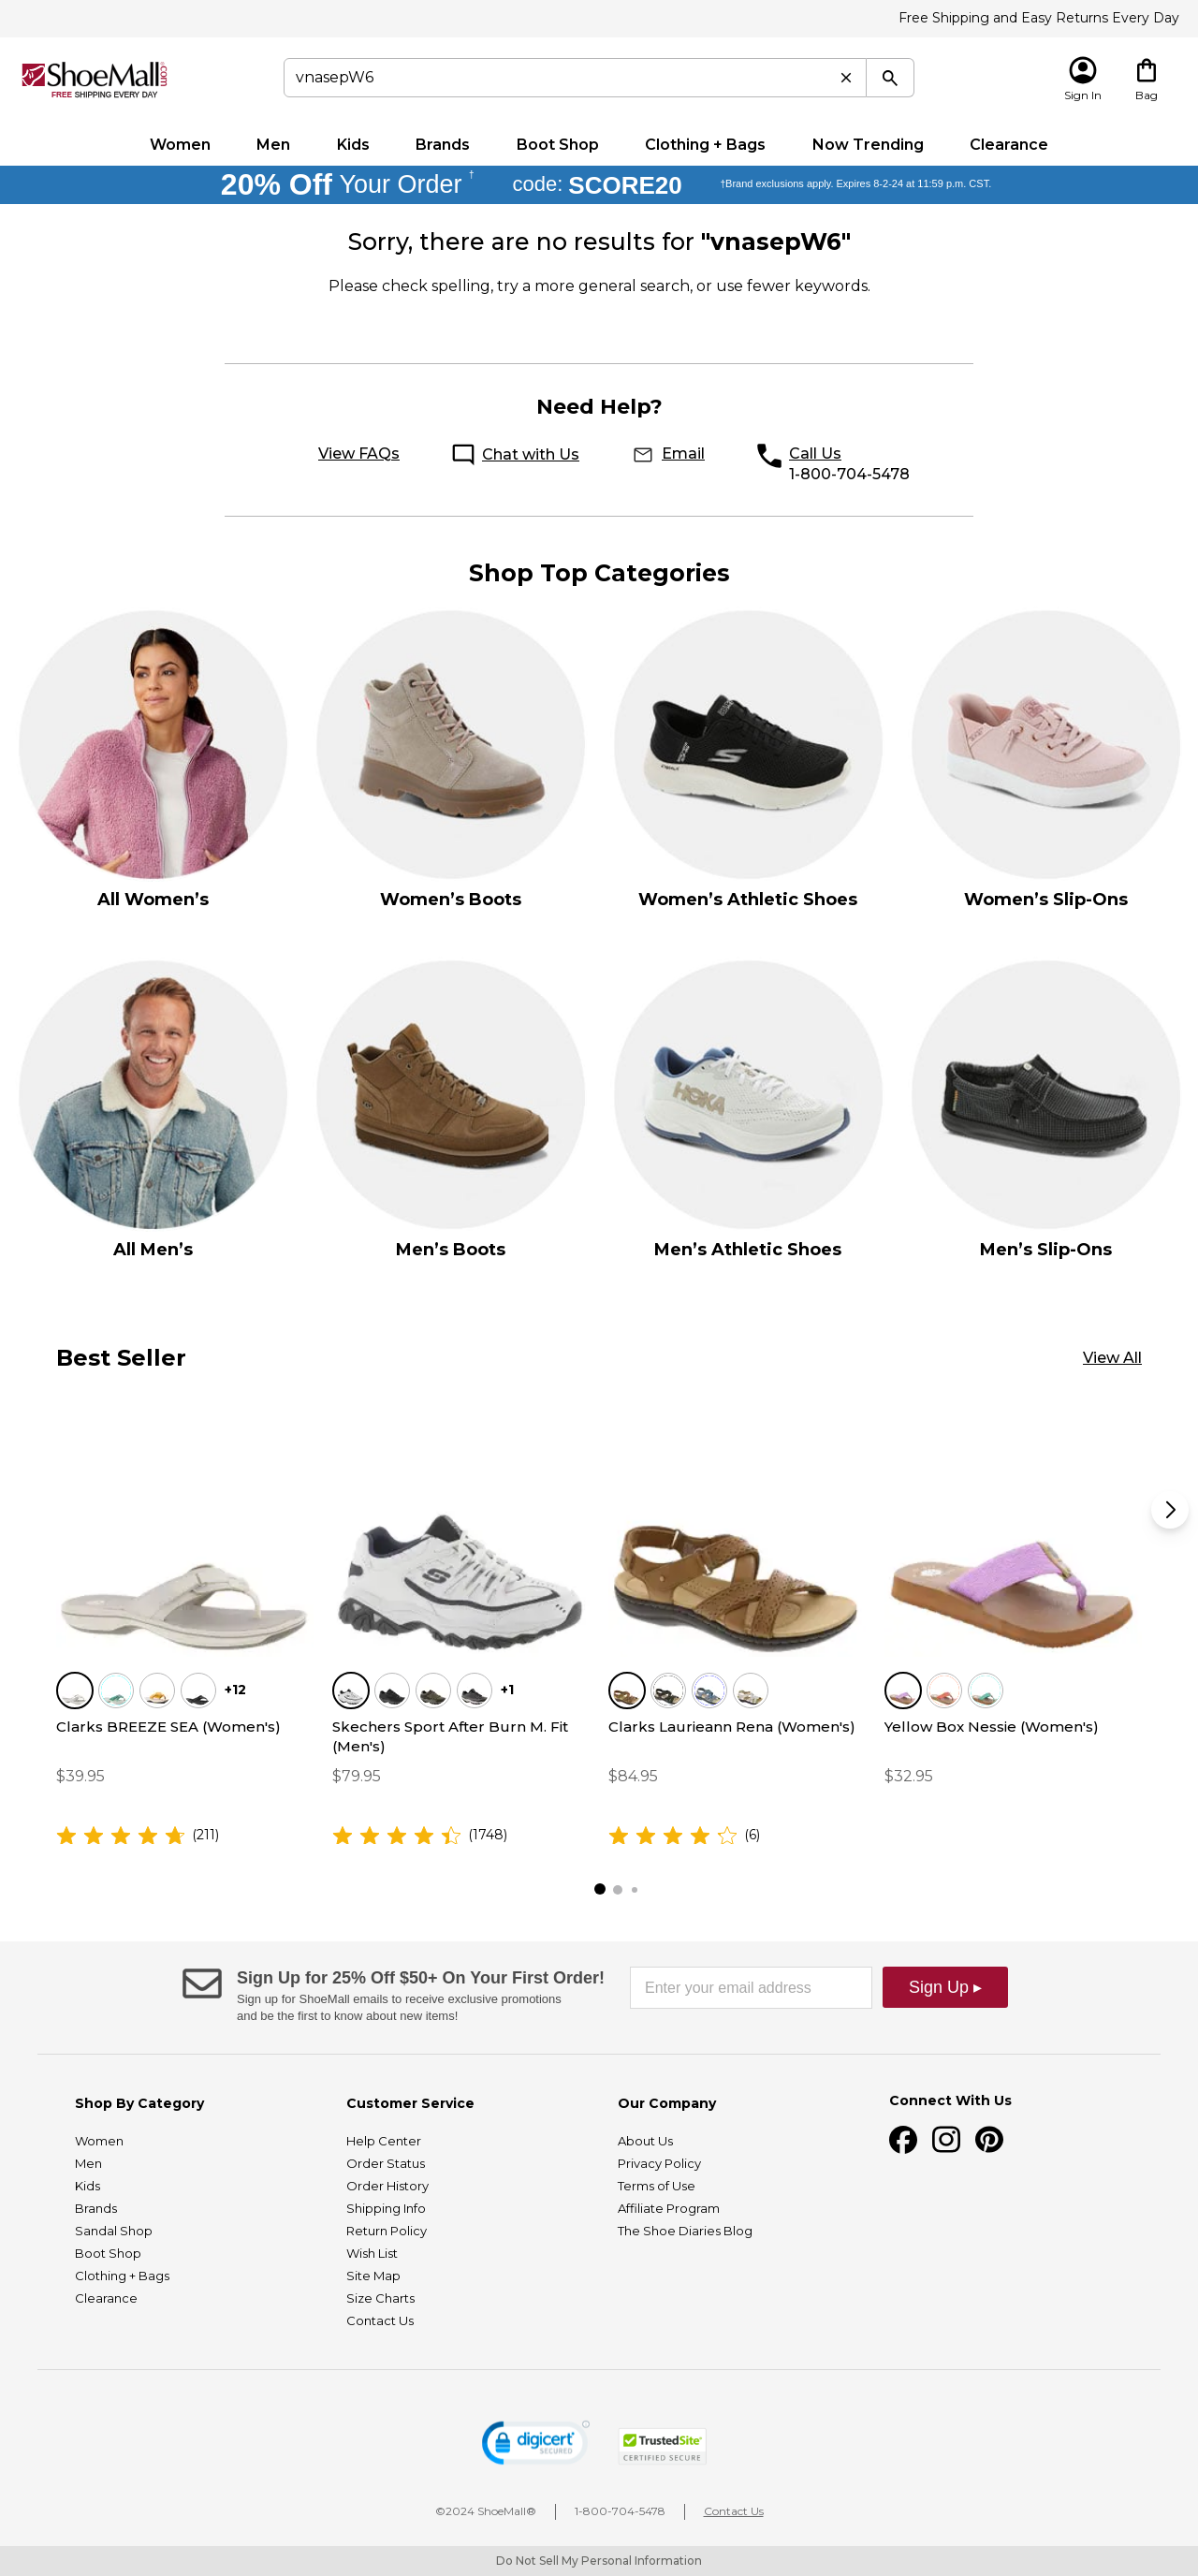 Free Shipping and Easy Returns Every Day
ShoeMall.com
FREE SHIPPING EVERY DAY
vnasepW6
Sign In
Bag
Women Men Kids Brands Boot Shop Clothing + Bags Now Trending Clearance
20% Off Your Order † code: SCORE20 †Brand exclusions apply. Expires 8-2-24 at 11:59 p.m. CST.
Sorry, there are no results for "vnasepW6"
Please check spelling, try a more general search, or use fewer keywords.
Need Help?
View FAQs Chat with Us Email Call Us
1-800-704-5478
Shop Top Categories
All Women’s Women’s Boots Women’s Athletic Shoes Women’s Slip-Ons
HOKA
All Men’s Men’s Boots Men’s Athletic Shoes Men’s Slip-Ons
Best Seller
View All
+12
+1
Clarks BREEZE SEA (Women's)
$39.95
(211)
Skechers Sport After Burn M. Fit
(Men's)
$79.95
(1748)
Clarks Laurieann Rena (Women's)
$84.95
(6)
Yellow Box Nessie (Women's)
$32.95
Sign Up for 25% Off $50+ On Your First Order!
Sign up for ShoeMall emails to receive exclusive promotions
and be the first to know about new items!
Enter your email address
Sign Up ▸
Shop By Category
Women
Men
Kids
Brands
Sandal Shop
Boot Shop
Clothing + Bags
Clearance
Customer Service
Help Center
Order Status
Order History
Shipping Info
Return Policy
Wish List
Site Map
Size Charts
Contact Us
Our Company
About Us
Privacy Policy
Terms of Use
Affiliate Program
The Shoe Diaries Blog
Connect With Us
digicert
SECURED
TrustedSite
CERTIFIED SECURE
©2024 ShoeMall® 1-800-704-5478 Contact Us
Do Not Sell My Personal Information